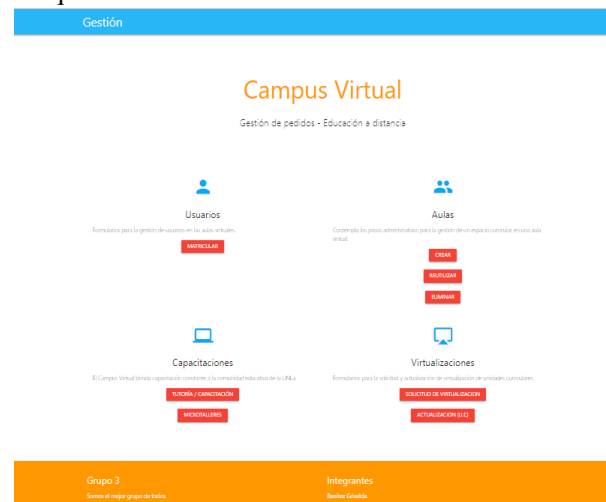 Gestión
Campus Virtual
Gestión de pedidos - Educación a distancia
Usuarios
Formularios para la gestión de usuarios en las aulas virtuales.
MATRICULAR
Aulas
Contempla los pasos administrativos para la gestión de un espacio curricular en una aula
virtual.
CREAR
REUTILIZAR
ELIMINAR
Capacitaciones
El Campus Virtual brinda capacitación constante a la comunidad educativa de la UNLa.
TUTORÍA / CAPACITACIÓN
MICROTALLERES
Virtualizaciones
Formularios para la solicitud y actualización de virtualización de unidades curriculares.
SOLICITUD DE VIRTUALIZACION
ACTUALIZACION (U.C)
Grupo 3
Somos el mejor grupo de todos
Integrantes
Benitez Griselda